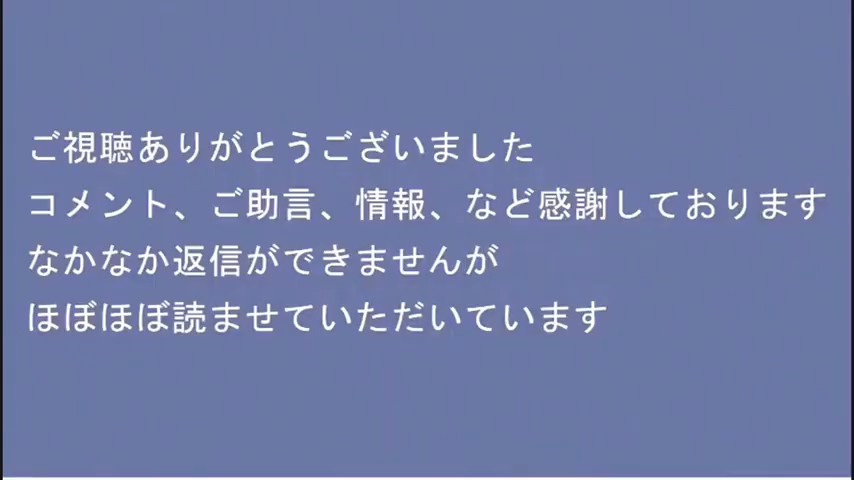 ご視聴ありがとうございました
コメント、ご助言、情報、など感謝しております
なかなか返信ができませんが
ほぼほぼ読ませていただいています